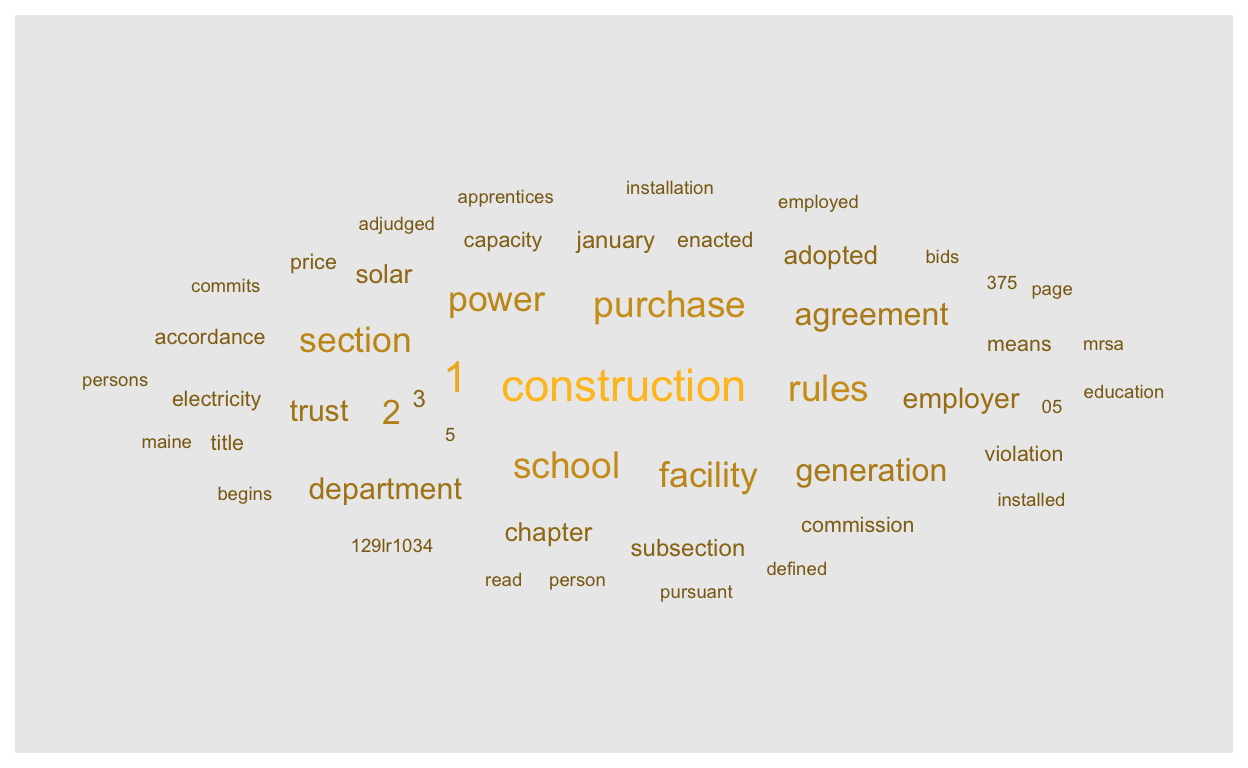 installation
apprentices employed
adjudged
capacity january enacted
adopted bids
price solar
commits 375 page
power purchase agreement
accordance section means mrsa
persons 1 construction rules education
electricity 3 employer 05
trust 2
maine title 5
violation
school facility generation
begins department installed
chapter commission
129lr1034 subsection
read person defined
pursuant